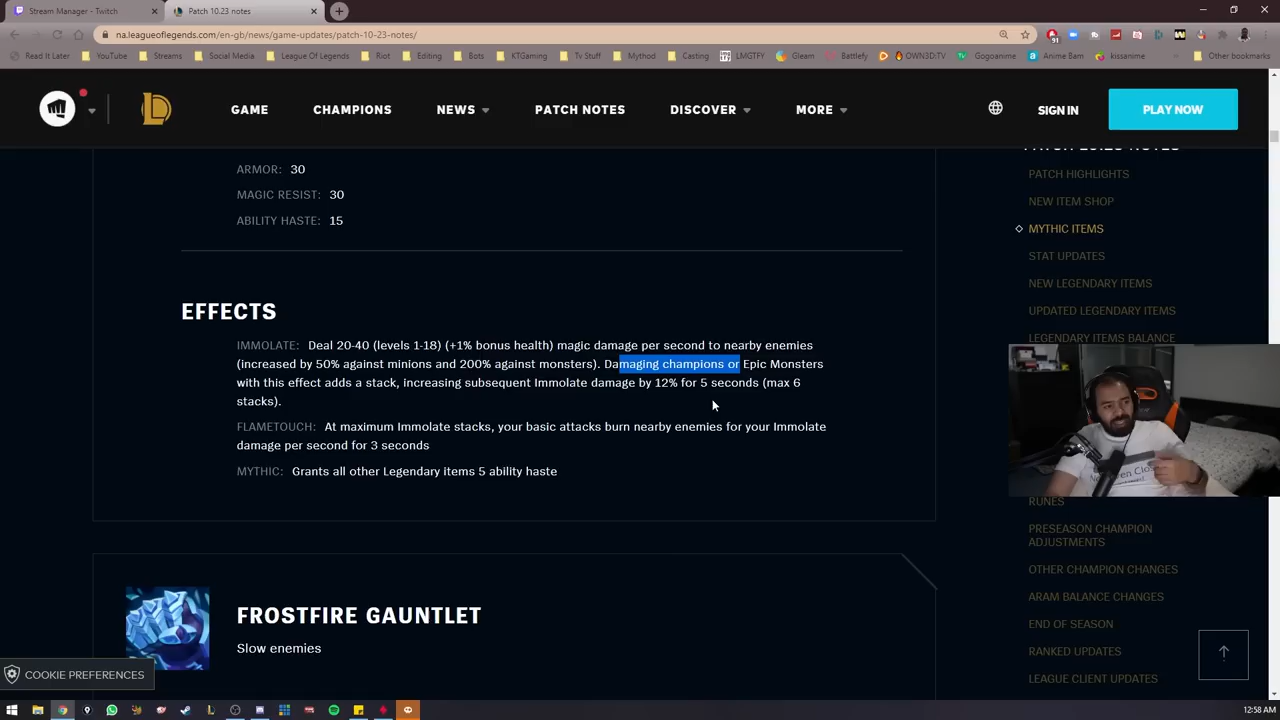 Stream Manager - Twitch
Patch 10.23 notes
na.leagueoflegends.com/en-gb/news/game-updates/patch-10-23-notes/
91
Read It Later YouTube Streams Social Media League Of Legends Riot Editing Bots KTGaming Tv Stuff Mythod Casting LMGTFY Gleam Battlefy OWN3D:TV Gogoanime Anime Bam kissanime Other bookmarks
GAME CHAMPIONS NEWS PATCH NOTES DISCOVER MORE SIGN IN PLAY NOW
ARMOR: 30
MAGIC RESIST: 30
ABILITY HASTE: 15
EFFECTS
IMMOLATE: Deal 20-40 (levels 1-18) (+1% bonus health) magic damage per second to nearby enemies
(increased by 50% against minions and 200% against monsters). Damaging champions or Epic Monsters
with this effect adds a stack, increasing subsequent Immolate damage by 12% for 5 seconds (max 6
stacks).
FLAMETOUCH: At maximum Immolate stacks, your basic attacks burn nearby enemies for your Immolate
damage per second for 3 seconds
MYTHIC: Grants all other Legendary items 5 ability haste
FROSTFIRE GAUNTLET
Slow enemies
COOKIE PREFERENCES
PATCH 10.23 NOTES
PATCH HIGHLIGHTS
NEW ITEM SHOP
MYTHIC ITEMS
STAT UPDATES
NEW LEGENDARY ITEMS
UPDATED LEGENDARY ITEMS
LEGENDARY ITEMS BALANCE
RUNES
PRESEASON CHAMPION
ADJUSTMENTS
OTHER CHAMPION CHANGES
ARAM BALANCE CHANGES
END OF SEASON
RANKED UPDATES
LEAGUE CLIENT UPDATES
12:58 AM